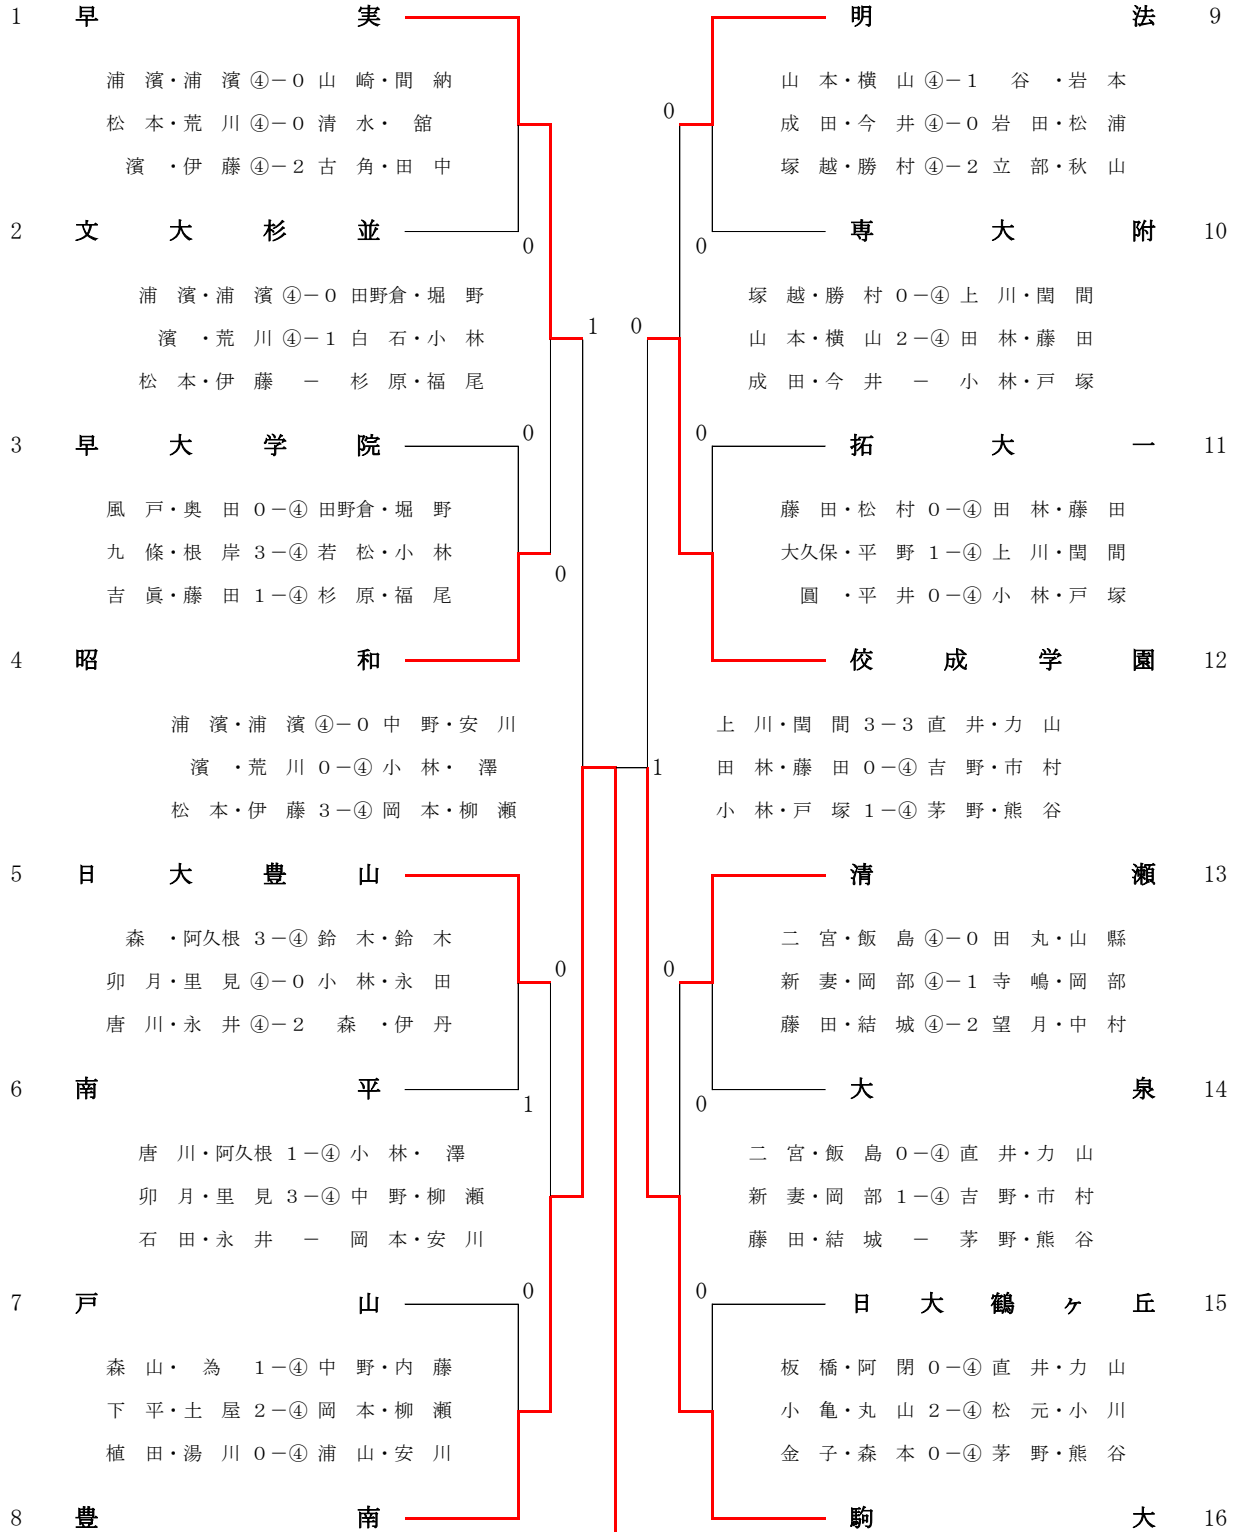 1 早実 明法 9
浦濱・浦濱 ④－0 山崎・間納 山本・横山 ④－1 谷・岩本
0
松本・荒川 ④－0 清水・舘 成田・今井 ④－0 岩田・松浦
濱・伊藤 ④－2 古角・田中 塚越・勝村 ④－2 立部・秋山
2 文大杉並 専大附 10
0 0
浦濱・浦濱 ④－0 田野倉・堀野 塚越・勝村 0－④ 上川・閏間
1 0
濱・荒川 ④－1 白石・小林 山本・横山 2－④ 田林・藤田
松本・伊藤 － 杉原・福尾 成田・今井 － 小林・戸塚
0 0
3 早大学院 拓大一 11
風戸・奥田 0－④ 田野倉・堀野 藤田・松村 0－④ 田林・藤田
九條・根岸 3－④ 若松・小林 大久保・平野 1－④ 上川・閏間
0
吉眞・藤田 1－④ 杉原・福尾 圓・平井 0－④ 小林・戸塚
4 昭和 佼成学園 12
浦濱・浦濱 ④－0 中野・安川 上川・閏間 3－3 直井・力山
濱・荒川 0－④ 小林・澤 1 田林・藤田 0－④ 吉野・市村
松本・伊藤 3－④ 岡本・柳瀬 小林・戸塚 1－④ 茅野・熊谷
5 日大豊山 清瀬 13
森・阿久根 3－④ 鈴木・鈴木 二宮・飯島 ④－0 田丸・山縣
0 0
卯月・里見 ④－0 小林・永田 新妻・岡部 ④－1 寺嶋・岡部
唐川・永井 ④－2 森・伊丹 藤田・結城 ④－2 望月・中村
6 南平 大泉 14
1 0
唐川・阿久根 1－④ 小林・澤 二宮・飯島 0－④ 直井・力山
卯月・里見 3－④ 中野・柳瀬 新妻・岡部 1－④ 吉野・市村
石田・永井 － 岡本・安川 藤田・結城 － 茅野・熊谷
0 0
7 戸山 日大鶴ヶ丘 15
森山・為 1－④ 中野・内藤 板橋・阿閉 0－④ 直井・力山
下平・土屋 2－④ 岡本・柳瀬 小亀・丸山 2－④ 松元・小川
植田・湯川 0－④ 浦山・安川 金子・森本 0－④ 茅野・熊谷
8 豊南 駒大 16